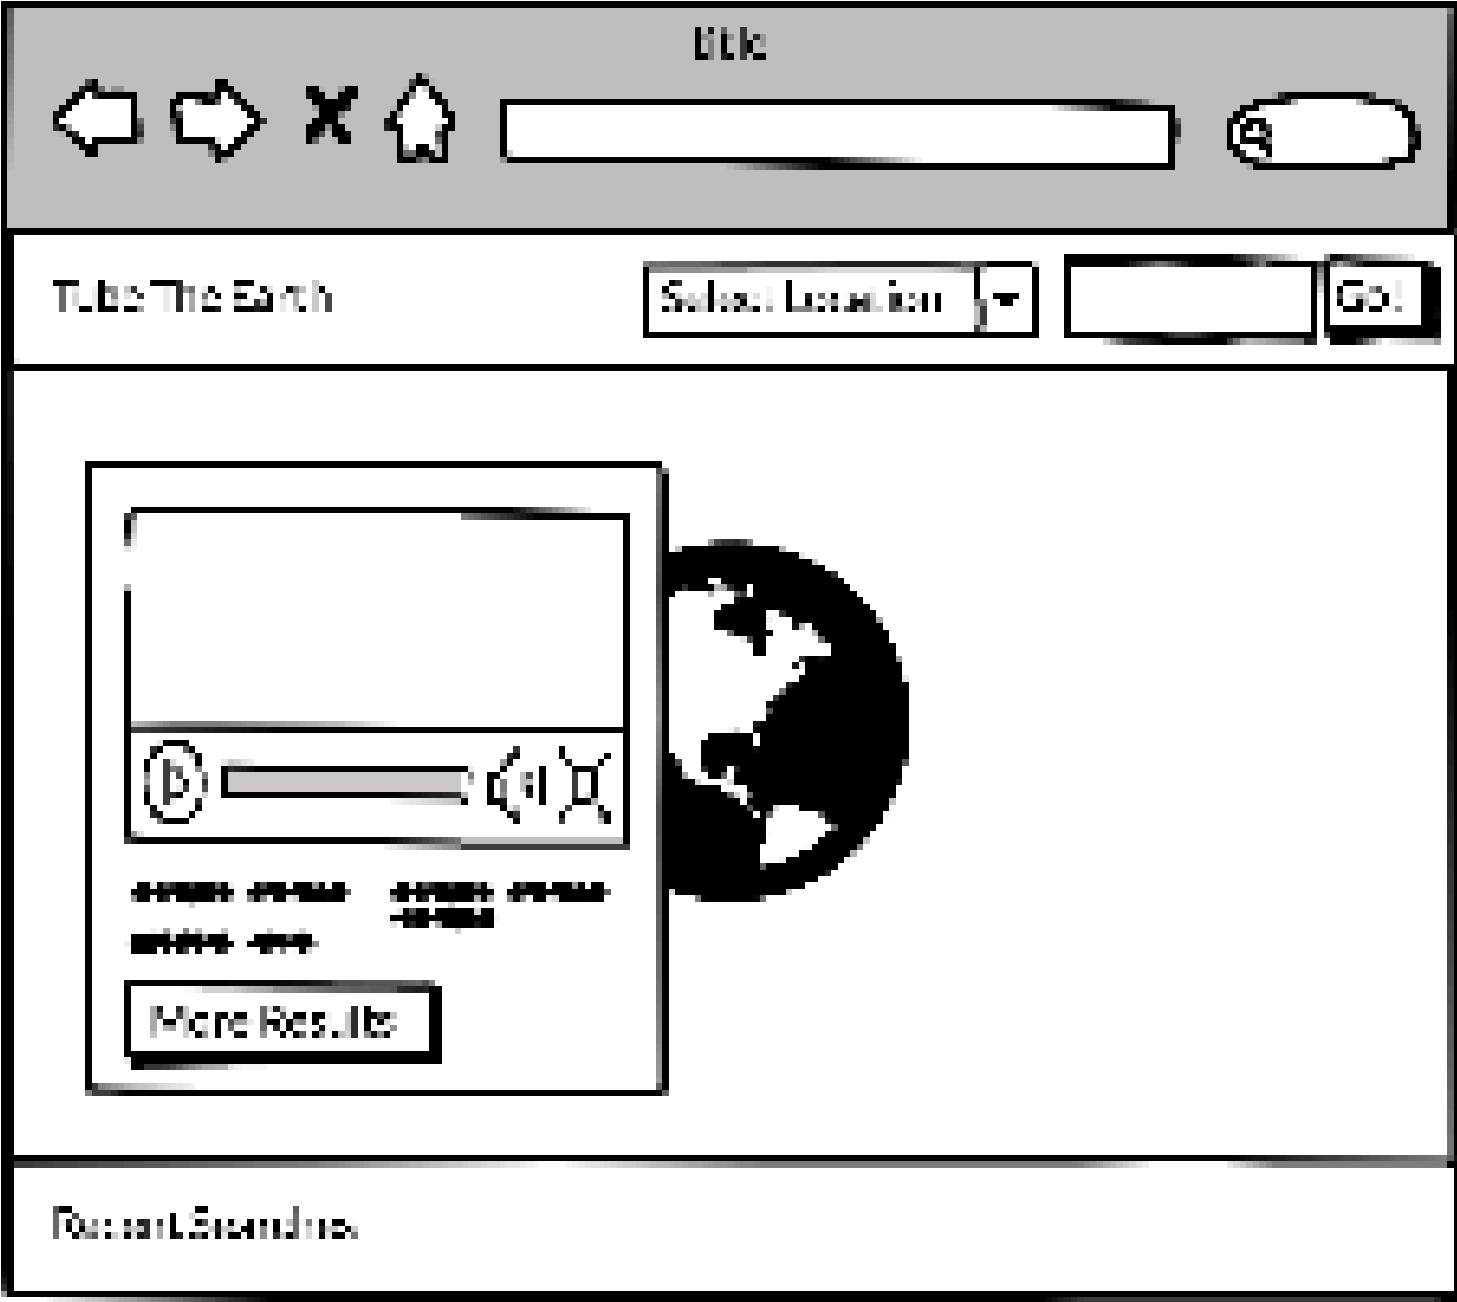 title
Tube The Earth
Select Location
Go!
More Results
Recent Searches